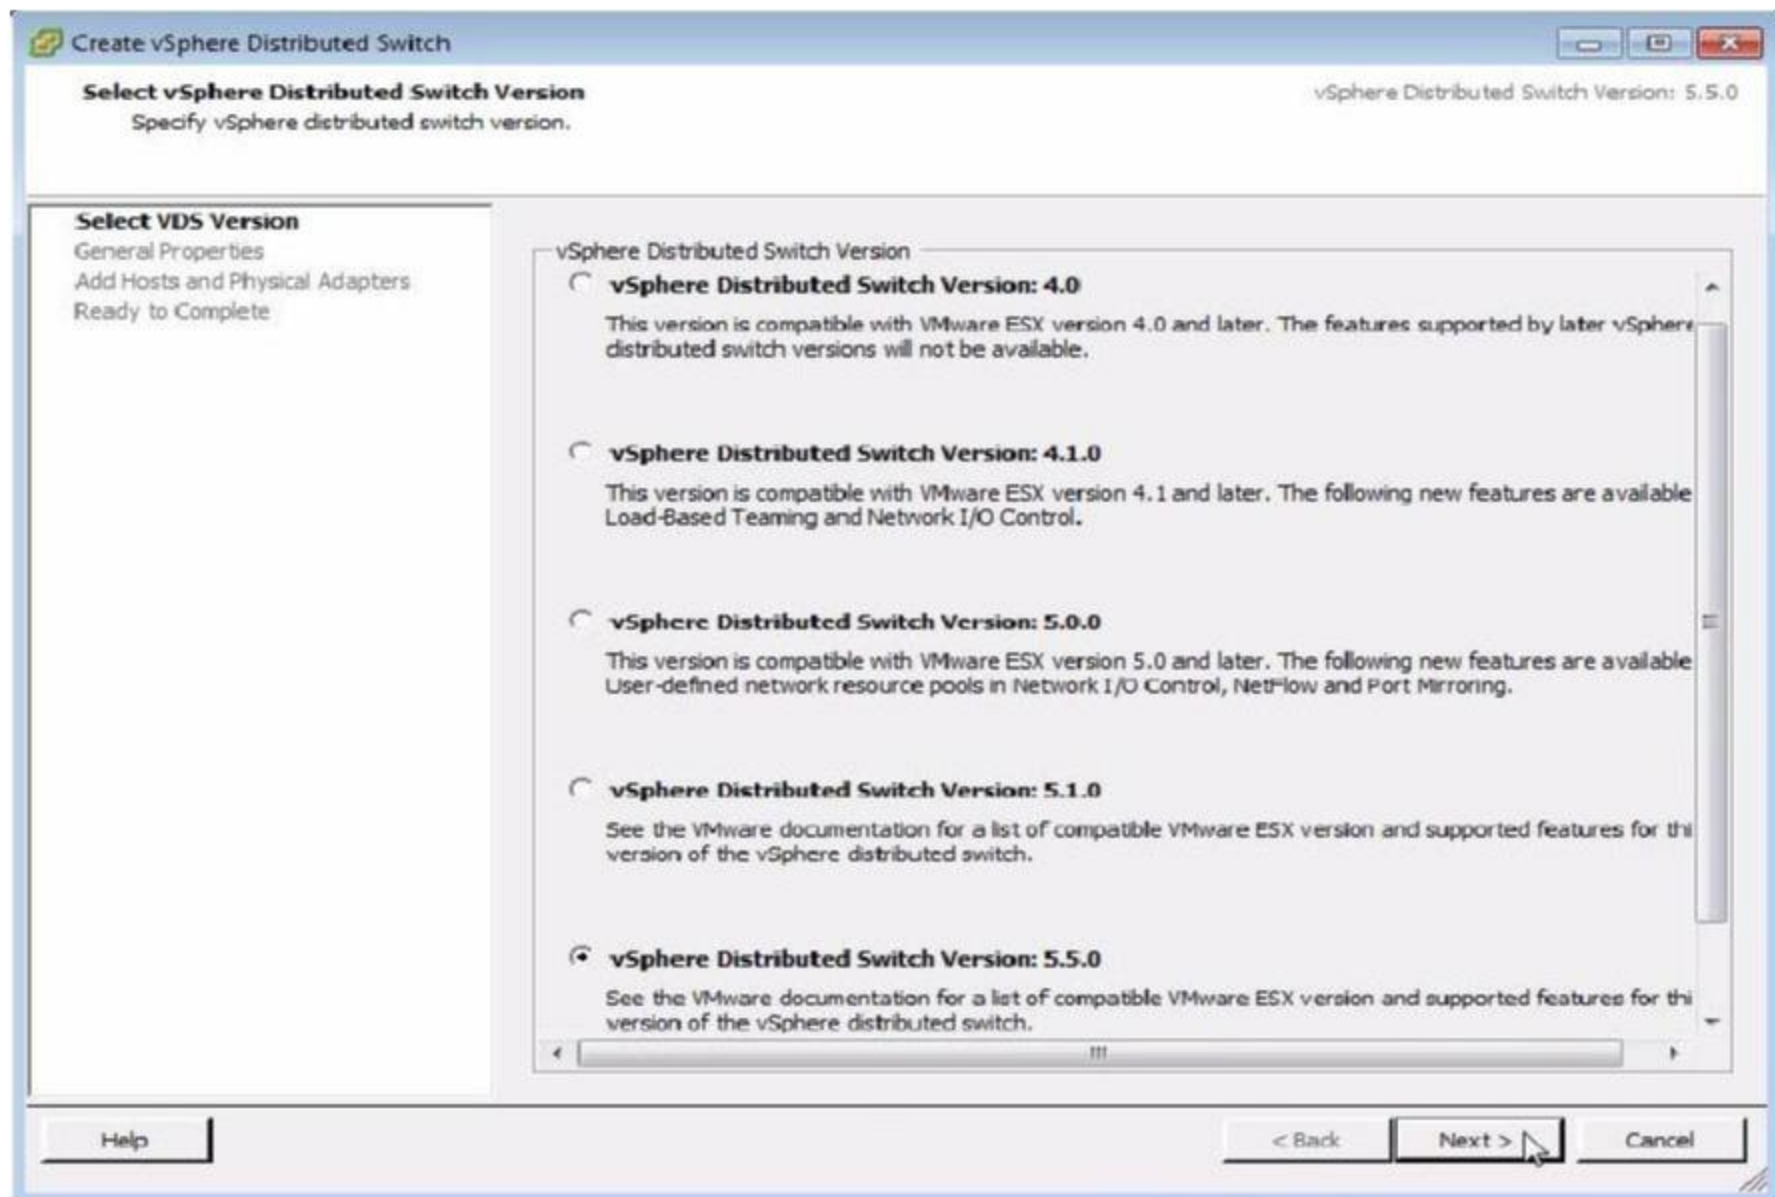 Create vSphere Distributed Switch
Select vSphere Distributed Switch Version
vSphere Distributed Switch Version: 5.5.0
Specify vSphere distributed switch version.
Select VDS Version
General Properties
Add Hosts and Physical Adapters
Ready to Complete
vSphere Distributed Switch Version
vSphere Distributed Switch Version: 4.0
This version is compatible with VMware ESX version 4.0 and later. The features supported by later vSphere
distributed switch versions will not be available.
vSphere Distributed Switch Version: 4.1.0
This version is compatible with VMware ESX version 4.1 and later. The following new features are available
Load-Based Teaming and Network I/O Control.
vSphere Distributed Switch Version: 5.0.0
This version is compatible with VMware ESX version 5.0 and later. The following new features are available
User-defined network resource pools in Network I/O Control, NetFlow and Port Mirroring.
vSphere Distributed Switch Version: 5.1.0
See the VMware documentation for a list of compatible VMware ESX version and supported features for thi
version of the vSphere distributed switch.
vSphere Distributed Switch Version: 5.5.0
See the VMware documentation for a list of compatible VMware ESX version and supported features for thi
version of the vSphere distributed switch.
Help
< Back
Next >
Cancel